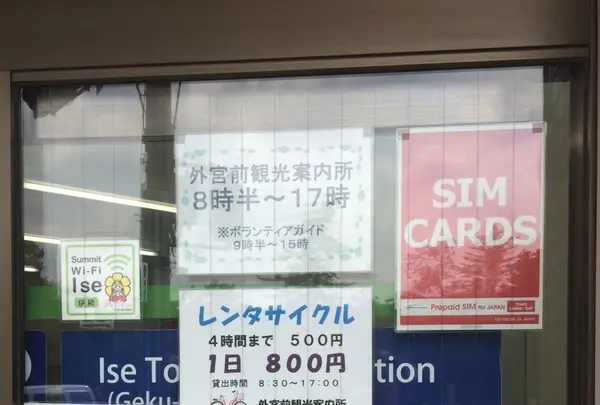 外宮前観光案内所
8時半～17時
※ボランティアガイド
9時半～15時
SIM
CARDS
Prepaid SIM for JAPAN
Summit
Wi-Fi
Ise
伊勢
レンタサイクル
4時間まで 500円
1日 800円
貸出時間 8:30～17:00
外宮前観光案内所
Ise To
tion
(Geku-